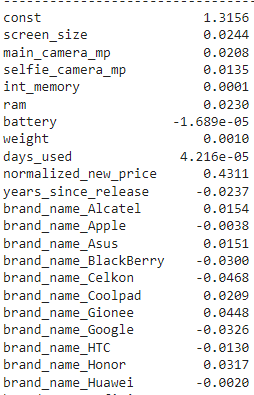 const 1.3156
screen_size 0.0244
main_camera_mp 0.0208
selfie_camera_mp 0.0135
int_memory 0.0001
ram 0.0230
battery -1.689e-05
weight 0.0010
days_used 4.216e-05
normalized_new_price 0.4311
years_since_release -0.0237
brand_name_Alcatel 0.0154
brand_name_Apple -0.0038
brand_name_Asus 0.0151
brand_name_BlackBerry -0.0300
brand_name_Celkon -0.0468
brand_name_Coolpad 0.0209
brand_name_Gionee 0.0448
brand_name_Google -0.0326
brand_name_HTC -0.0130
brand_name_Honor 0.0317
brand_name_Huawei -0.0020